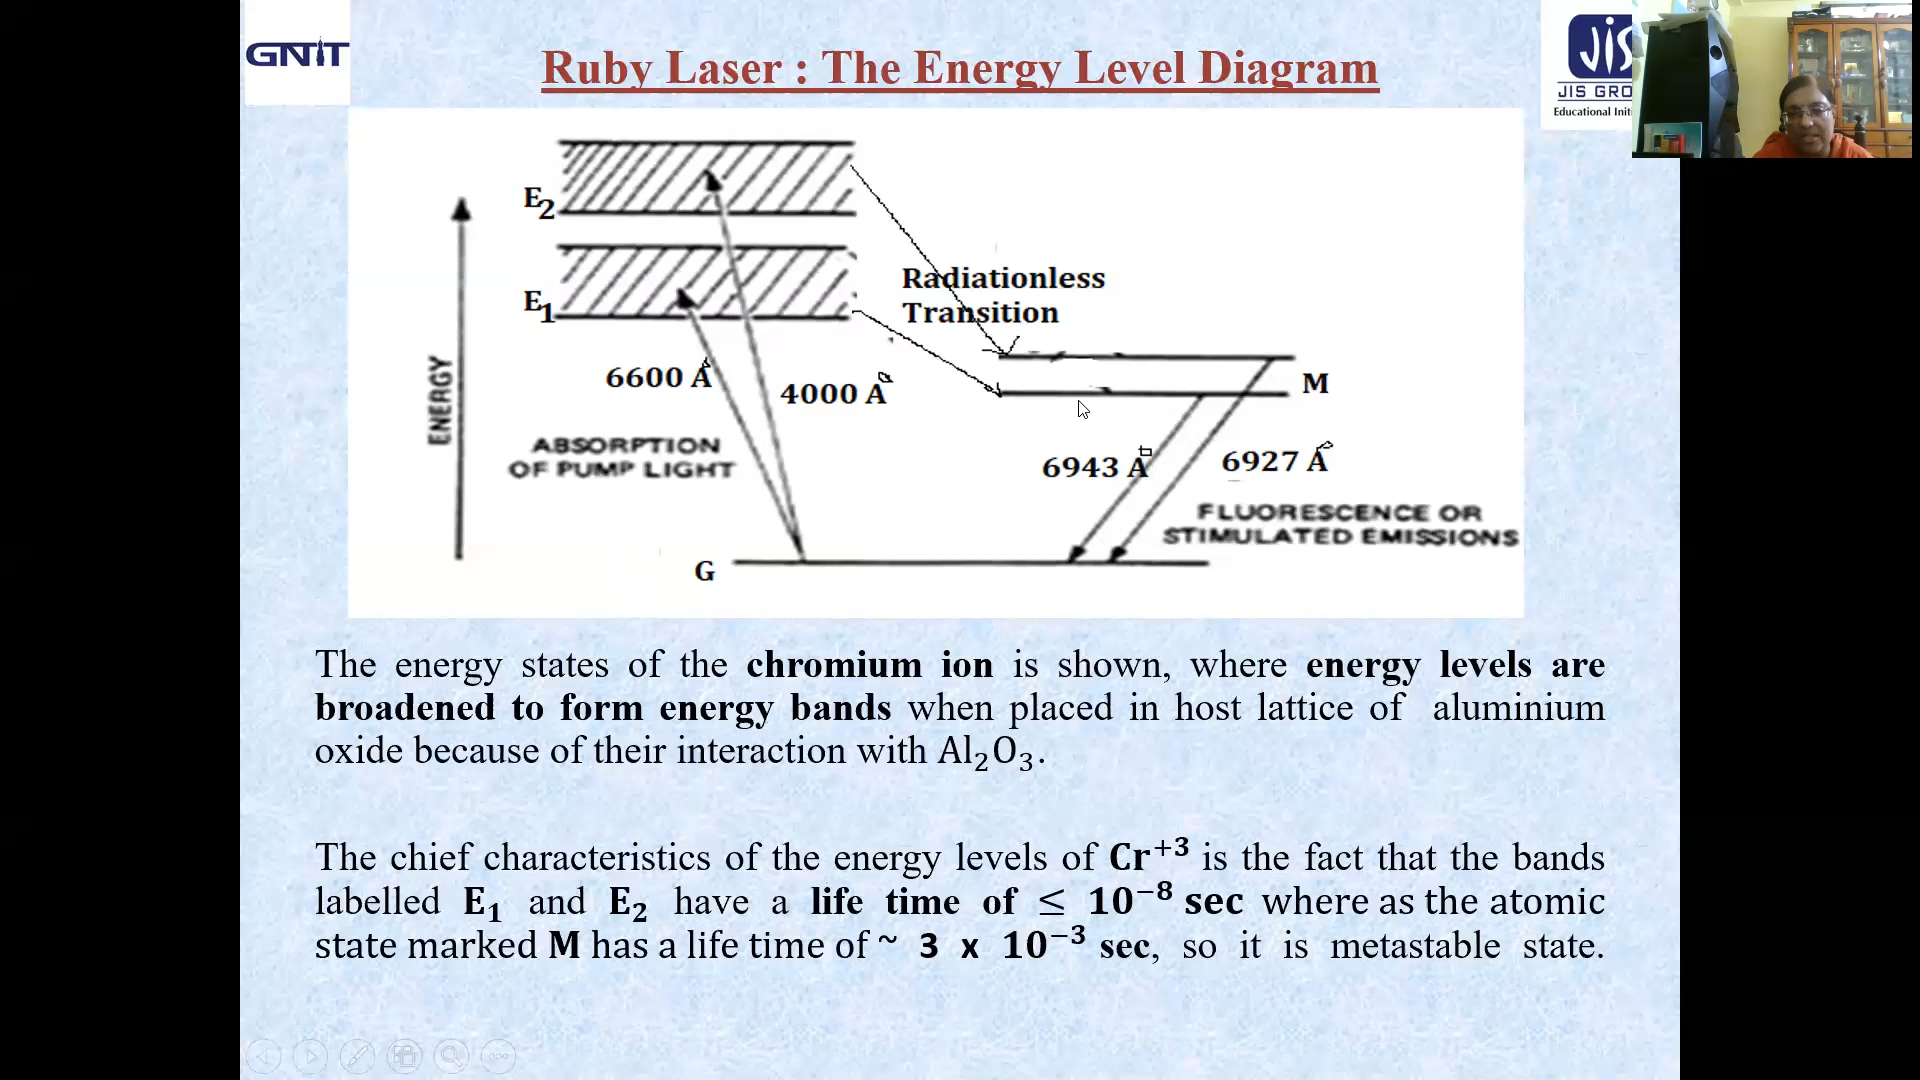 GNIT
Ruby Laser : The Energy Level Diagram
JIS GRO
Educational Init
E₂
E₁
Radiationless
Transition
ENERGY
6600 A°
4000 A°
M
ABSORPTION
OF PUMP LIGHT
6943 A°
6927 A°
FLUORESCENCE OR
STIMULATED EMISSIONS
G
The energy states of the chromium ion is shown, where energy levels are
broadened to form energy bands when placed in host lattice of aluminium
oxide because of their interaction with Al₂O₃.
The chief characteristics of the energy levels of Cr⁺³ is the fact that the bands
labelled E₁ and E₂ have a life time of ≤ 10⁻⁸ sec where as the atomic
state marked M has a life time of ~ 3 x 10⁻³ sec, so it is metastable state.